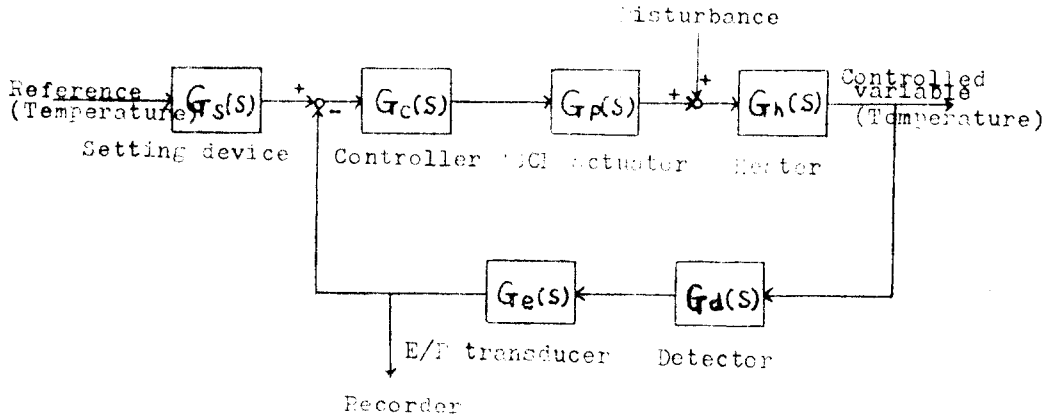 Disturbance
Reference
(Temperature)
Gs(S)
+
-
Gc(S)
Gp(S)
+
+
Gh(S)
Controlled
variable
(Temperature)
Setting device
Controller
Actuator
Heater
Ge(S)
Gd(S)
E/P transducer
Detector
Recorder